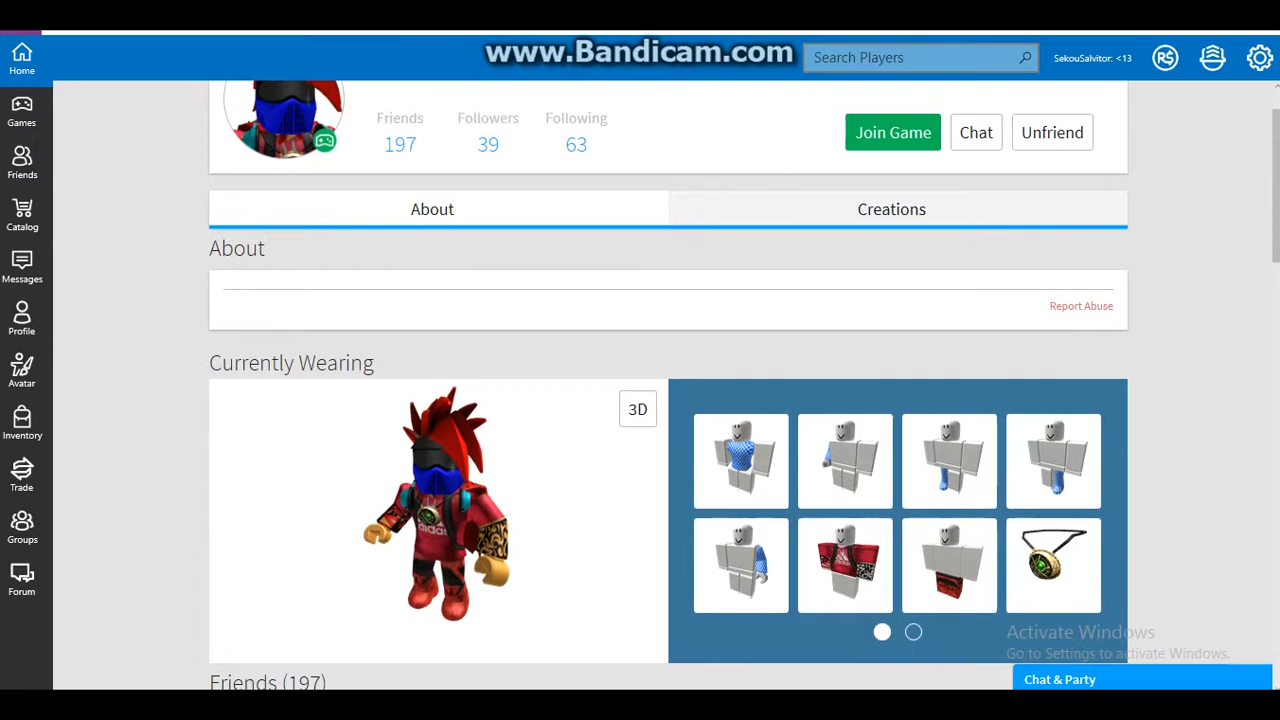 www.Bandicam.com
Search Players
SekouSalvitor: <13
R$
Home
Games
Friends
Catalog
Messages
Profile
Avatar
Inventory
Trade
Groups
Forum
Friends
Followers
Following
197
39
63
Join Game
Chat
Unfriend
About
Creations
About
Report Abuse
Currently Wearing
3D
adidas
adidas
Activate Windows
Go to Settings to activate Windows.
Friends (197)
Chat & Party